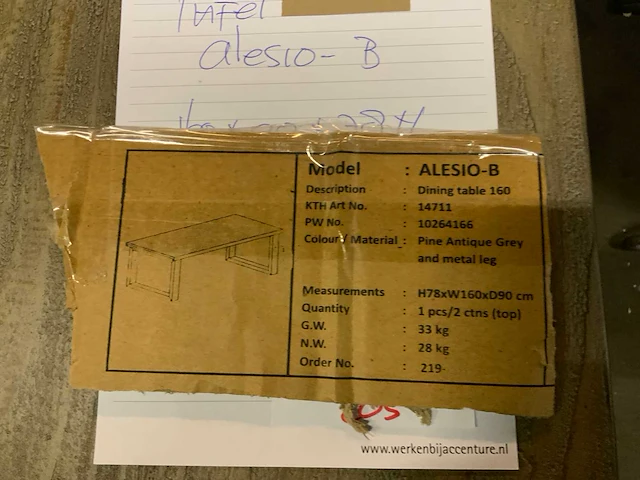 Tafel
alesio-B
Model : ALESIO-B
Description : Dining table 160
KTH Art No. : 14711
PW No. : 10264166
Colour/ Material : Pine Antique Grey
and metal leg
Measurements : H78xW160xD90 cm
Quantity : 1 pcs/2 ctns (top)
G.W. : 33 kg
N.W. : 28 kg
Order No. : 219-
www.werkenbijaccenture.nl